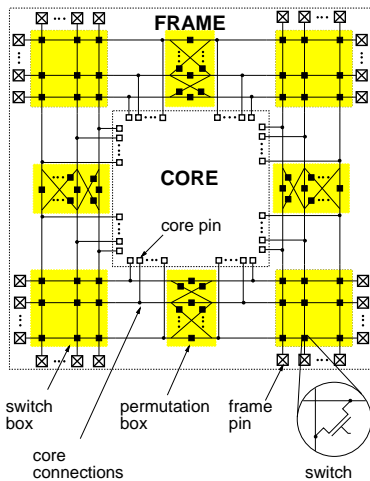 FRAME
CORE
core pin
switch
box
permutation
box
frame
pin
core
connections
switch